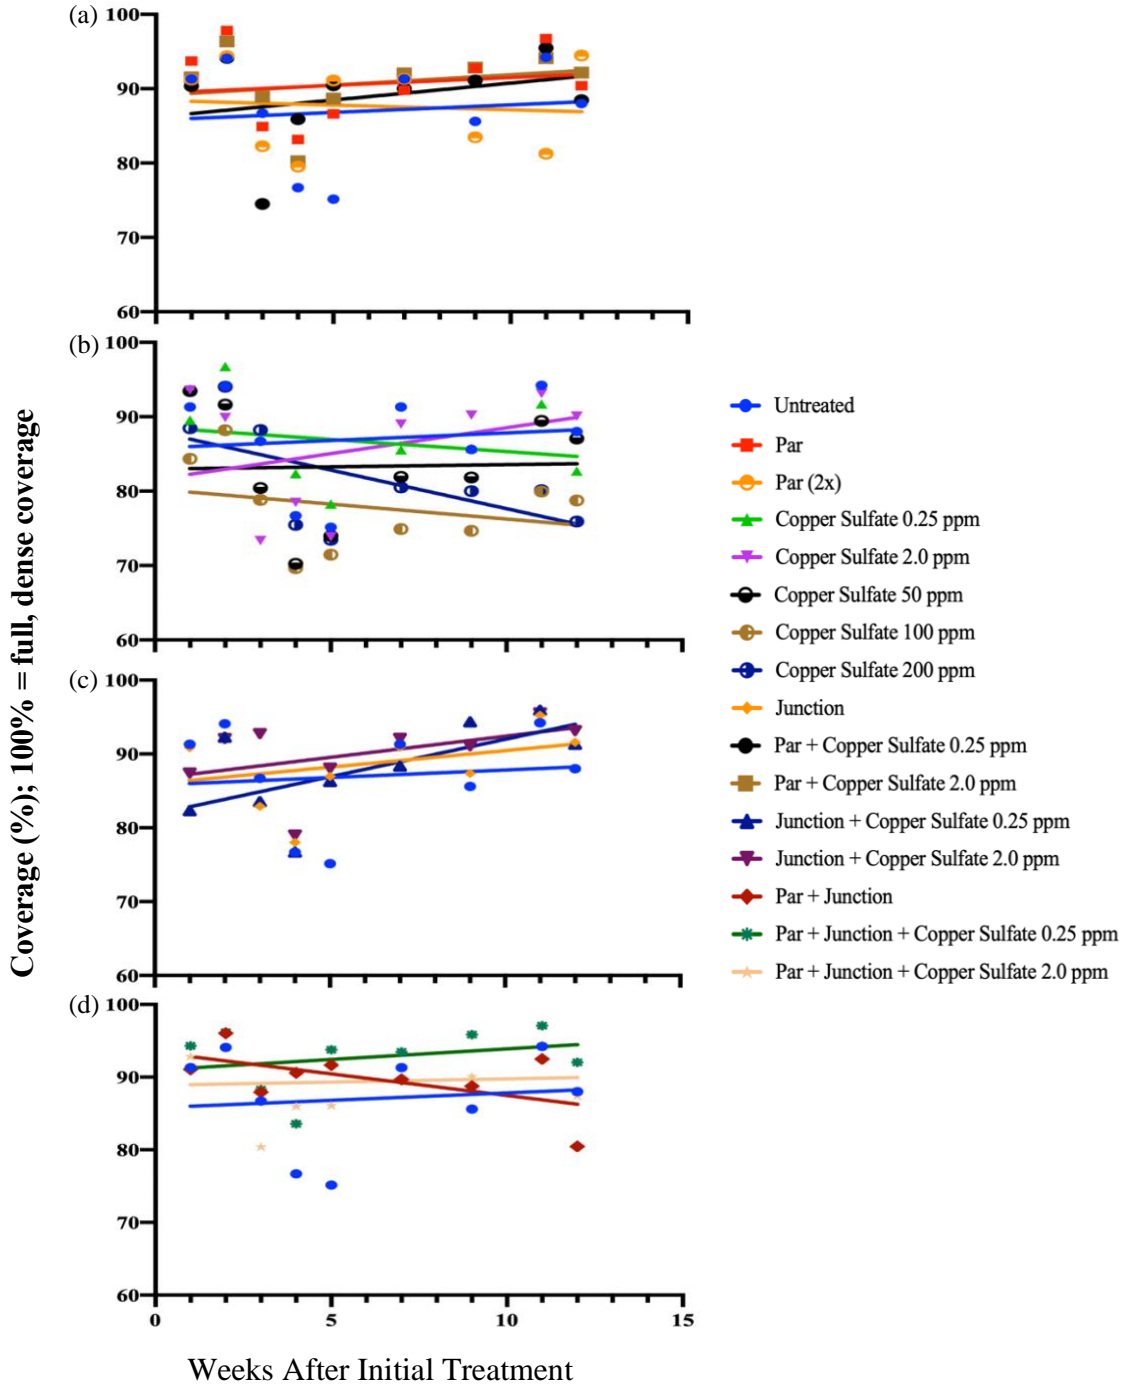 (a)
100
90
80
70
60
(b)
100
90
80
70
60
(c)
100
90
80
70
60
(d)
100
90
80
70
60
0 5 10 15
Weeks After Initial Treatment
Coverage (%); 100% = full, dense coverage
Untreated
Par
Par (2x)
Copper Sulfate 0.25 ppm
Copper Sulfate 2.0 ppm
Copper Sulfate 50 ppm
Copper Sulfate 100 ppm
Copper Sulfate 200 ppm
Junction
Par + Copper Sulfate 0.25 ppm
Par + Copper Sulfate 2.0 ppm
Junction + Copper Sulfate 0.25 ppm
Junction + Copper Sulfate 2.0 ppm
Par + Junction
Par + Junction + Copper Sulfate 0.25 ppm
Par + Junction + Copper Sulfate 2.0 ppm